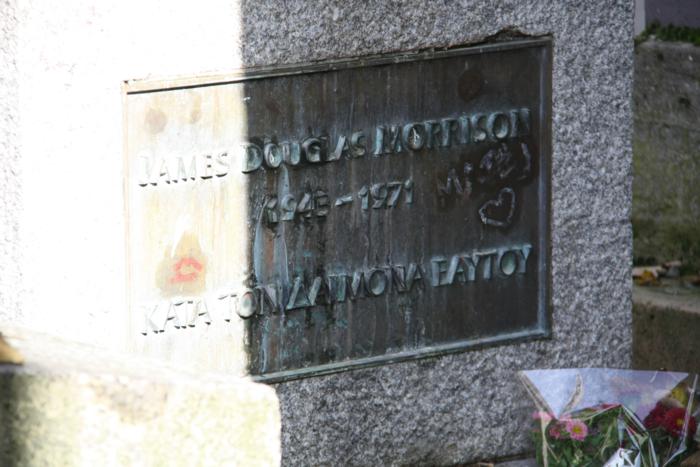 JAMES DOUGLAS MORRISON
1943 - 1971
ΚΑΤΑ ΤΟΝ ΔΑΙΜΟΝΑ ΕΑΥΤΟΥ